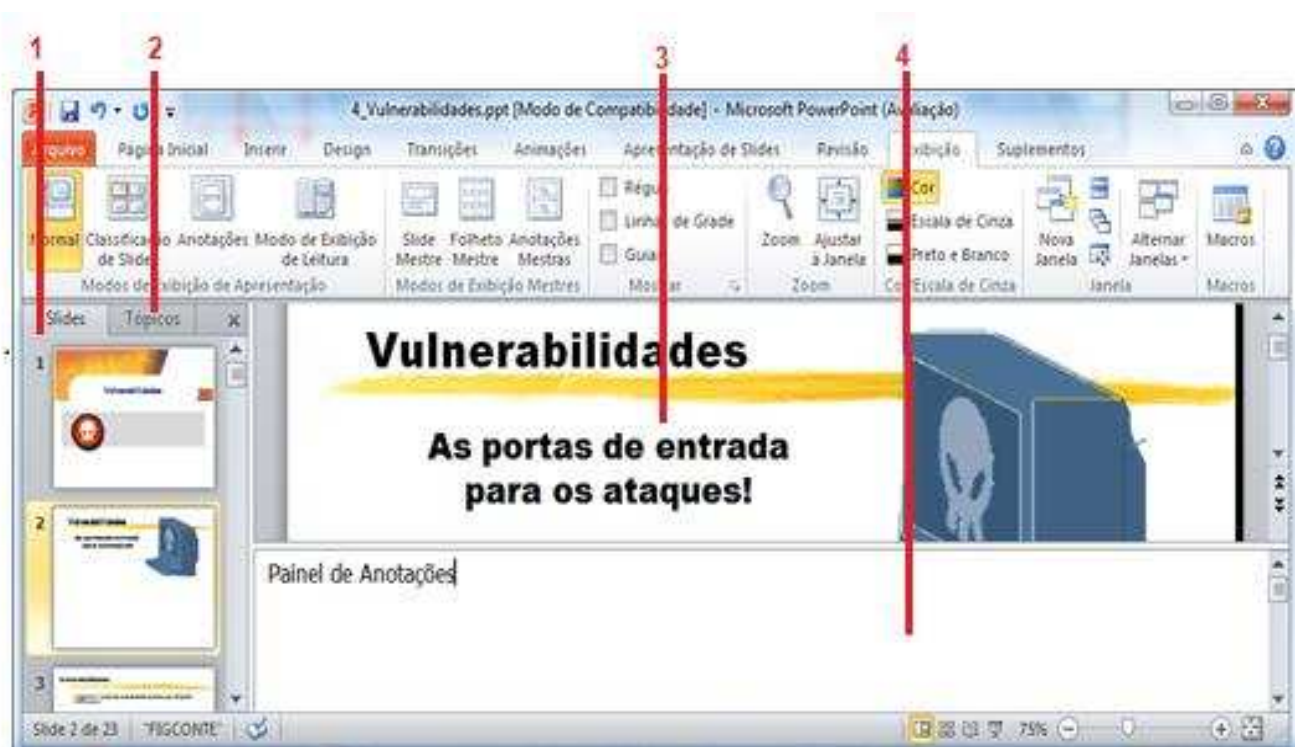 1 2 3 4
4_Vulnerabilidades.ppt [Modo de Compatibilidade] - Microsoft PowerPoint (Avaliação)
Arquivo Página Inicial Inserir Design Transições Animações Apresentação de Slides Revisão Exibição Suplementos
Normal Classificação de Slides Anotações Modo de Exibição de Leitura
Slide Mestre Folheto Mestre Anotações Mestras
Régua
Linhas de Grade
Guias
Zoom Ajustar à Janela
Cor
Escala de Cinza
Preto e Branco
Nova Janela
Alternar Janelas
Macros
Modos de Exibição de Apresentação Modos de Exibição Mestres Mostrar Zoom Cor/Escala de Cinza Janela Macros
Slides Tópicos x
1
Vulnerabilidades
2
3
Vulnerabilidades
As portas de entrada
para os ataques!
Painel de Anotações
Slide 2 de 23 "FIGCONTE" 75%